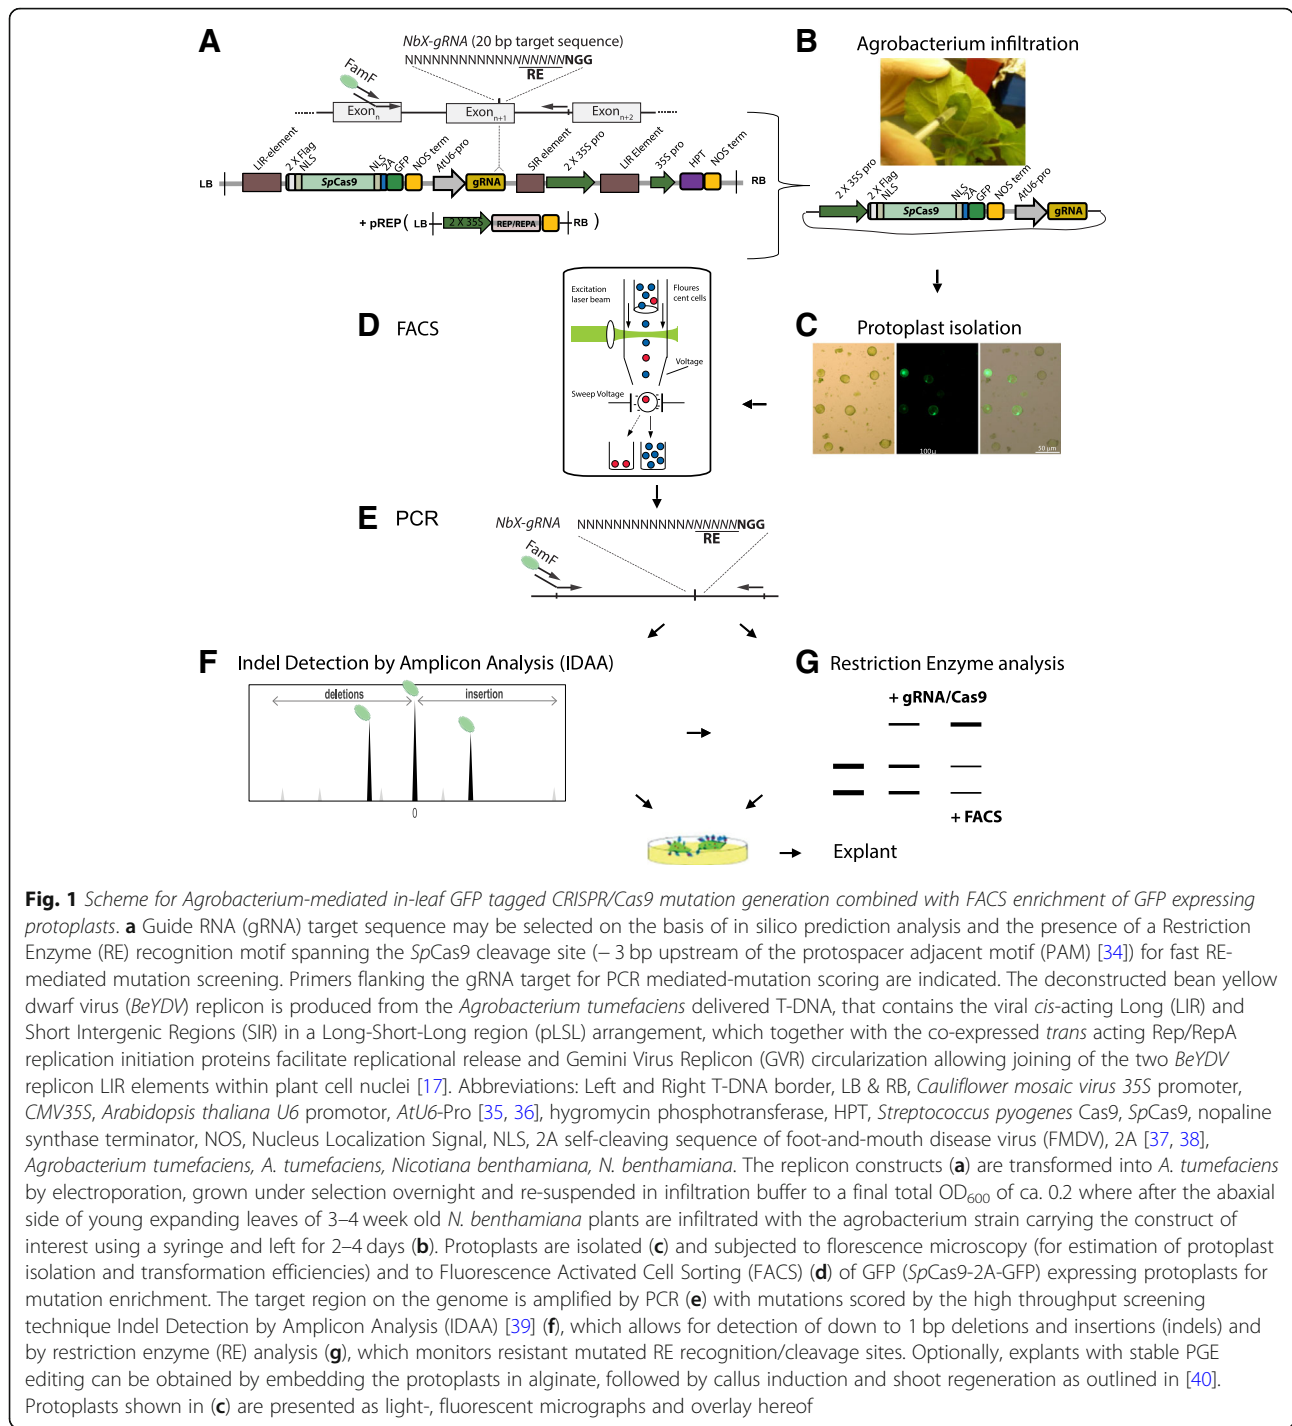 A
NbX-gRNA (20 bp target sequence)
NNNNNNNNNNNNNNNNNNNGG
RE
FamF
Exonn
Exonn+1
Exonn+2
LIR-element
2 X Flag
NLS
NLS
2A
GFP
NOS term
AtU6-pro
SIR element
2 X 35S pro
LIR Element
35S pro
HPT
NOS term
LB
SpCas9
gRNA
RB
+ pREP ( LB 2 X 35S REP/REPA RB )
B
Agrobacterium infiltration
2 X 35S pro
2 X Flag
NLS
NLS
2A
GFP
NOS term
AtU6-pro
SpCas9
gRNA
C
Protoplast isolation
100µ
50 µm
D
FACS
Excitation
laser beam
Floures
cent cells
Voltage
Sweep Voltage
E
PCR
NbX-gRNA
NNNNNNNNNNNNNNNNNNNGG
RE
FamF
F
Indel Detection by Amplicon Analysis (IDAA)
deletions
insertion
0
G
Restriction Enzyme analysis
+ gRNA/Cas9
+ FACS
Explant
Fig. 1 Scheme for Agrobacterium-mediated in-leaf GFP tagged CRISPR/Cas9 mutation generation combined with FACS enrichment of GFP expressing
protoplasts. a Guide RNA (gRNA) target sequence may be selected on the basis of in silico prediction analysis and the presence of a Restriction
Enzyme (RE) recognition motif spanning the SpCas9 cleavage site (− 3 bp upstream of the protospacer adjacent motif (PAM) [34]) for fast RE-
mediated mutation screening. Primers flanking the gRNA target for PCR mediated-mutation scoring are indicated. The deconstructed bean yellow
dwarf virus (BeYDV) replicon is produced from the Agrobacterium tumefaciens delivered T-DNA, that contains the viral cis-acting Long (LIR) and
Short Intergenic Regions (SIR) in a Long-Short-Long region (pLSL) arrangement, which together with the co-expressed trans acting Rep/RepA
replication initiation proteins facilitate replicational release and Gemini Virus Replicon (GVR) circularization allowing joining of the two BeYDV
replicon LIR elements within plant cell nuclei [17]. Abbreviations: Left and Right T-DNA border, LB & RB, Cauliflower mosaic virus 35S promoter,
CMV35S, Arabidopsis thaliana U6 promotor, AtU6-Pro [35, 36], hygromycin phosphotransferase, HPT, Streptococcus pyogenes Cas9, SpCas9, nopaline
synthase terminator, NOS, Nucleus Localization Signal, NLS, 2A self-cleaving sequence of foot-and-mouth disease virus (FMDV), 2A [37, 38],
Agrobacterium tumefaciens, A. tumefaciens, Nicotiana benthamiana, N. benthamiana. The replicon constructs (a) are transformed into A. tumefaciens
by electroporation, grown under selection overnight and re-suspended in infiltration buffer to a final total OD600 of ca. 0.2 where after the abaxial
side of young expanding leaves of 3–4 week old N. benthamiana plants are infiltrated with the agrobacterium strain carrying the construct of
interest using a syringe and left for 2–4 days (b). Protoplasts are isolated (c) and subjected to florescence microscopy (for estimation of protoplast
isolation and transformation efficiencies) and to Fluorescence Activated Cell Sorting (FACS) (d) of GFP (SpCas9-2A-GFP) expressing protoplasts for
mutation enrichment. The target region on the genome is amplified by PCR (e) with mutations scored by the high throughput screening
technique Indel Detection by Amplicon Analysis (IDAA) [39] (f), which allows for detection of down to 1 bp deletions and insertions (indels) and
by restriction enzyme (RE) analysis (g), which monitors resistant mutated RE recognition/cleavage sites. Optionally, explants with stable PGE
editing can be obtained by embedding the protoplasts in alginate, followed by callus induction and shoot regeneration as outlined in [40].
Protoplasts shown in (c) are presented as light-, fluorescent micrographs and overlay hereof